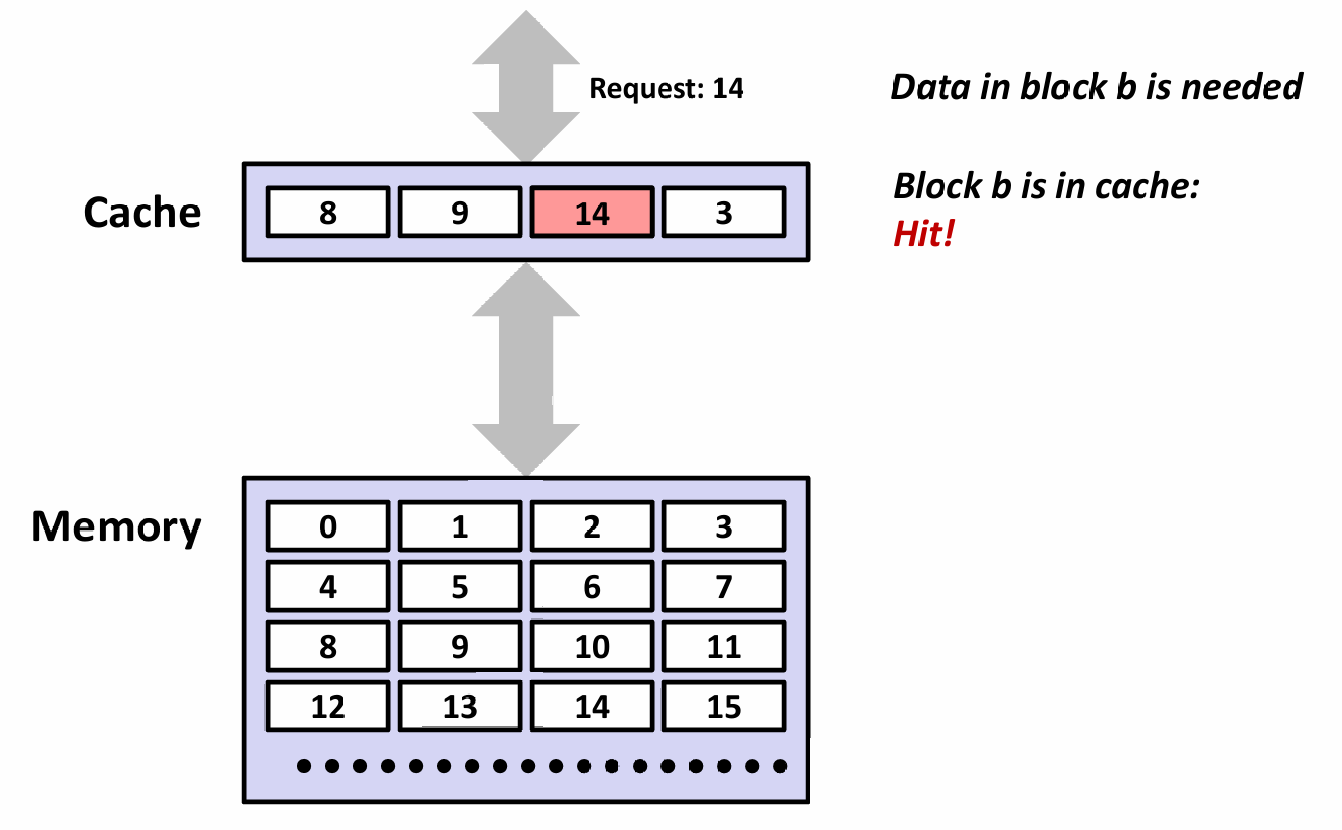 Request: 14
Data in block b is needed
Cache
8 9 14 3
Block b is in cache:
Hit!
Memory
0 1 2 3
4 5 6 7
8 9 10 11
12 13 14 15